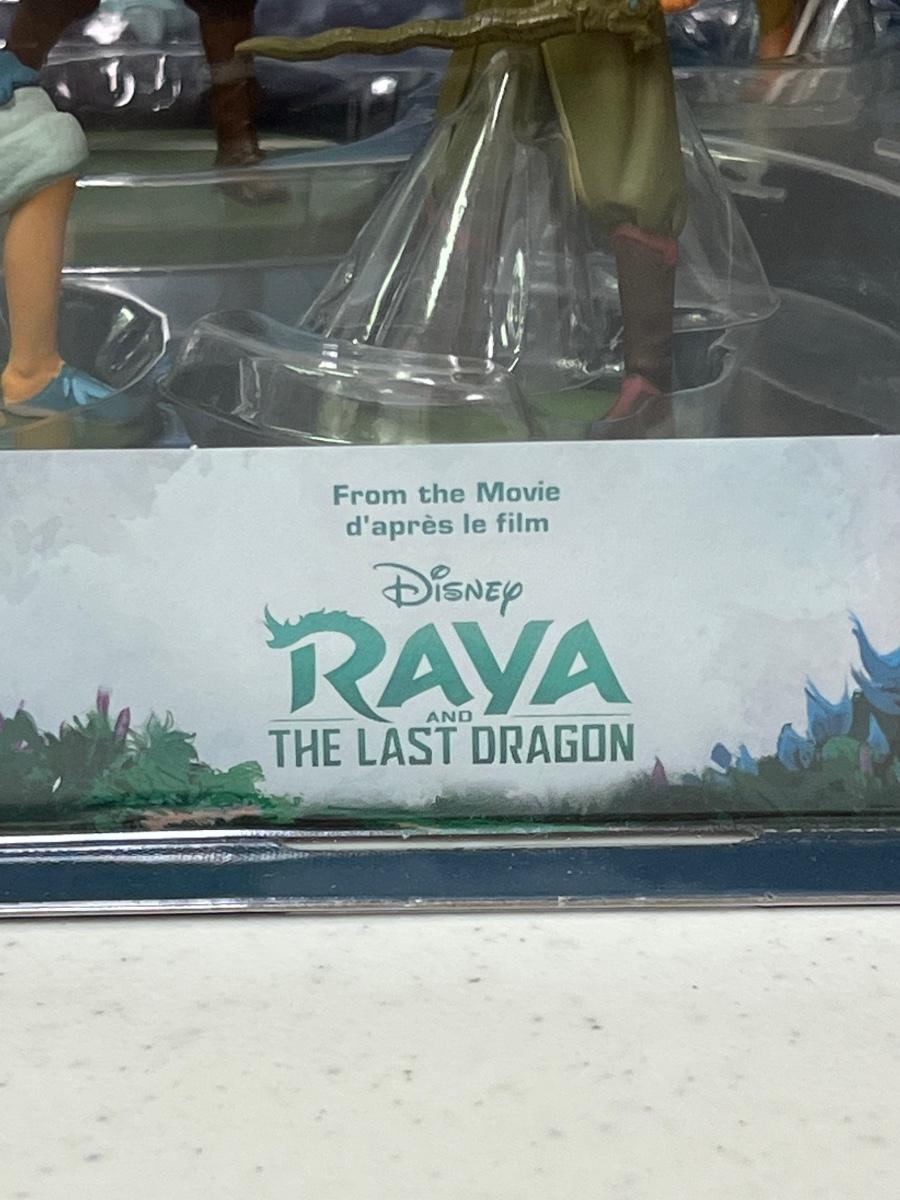 From the Movie
d'après le film
DISNEY
RAYA
AND
THE LAST DRAGON